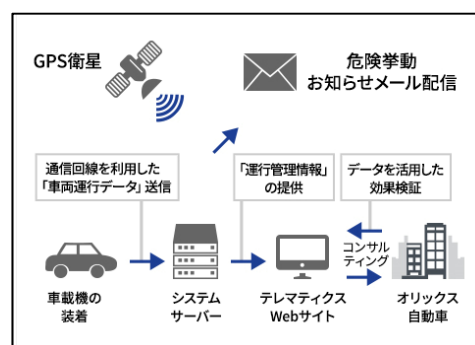 GPS衛星
危険挙動
お知らせメール配信
通信回線を利用した
「車両運行データ」送信
「運行管理情報」
の提供
データを活用した
効果検証
コンサル
ティング
車載機の
装着
システム
サーバー
テレマティクス
Webサイト
オリックス
自動車